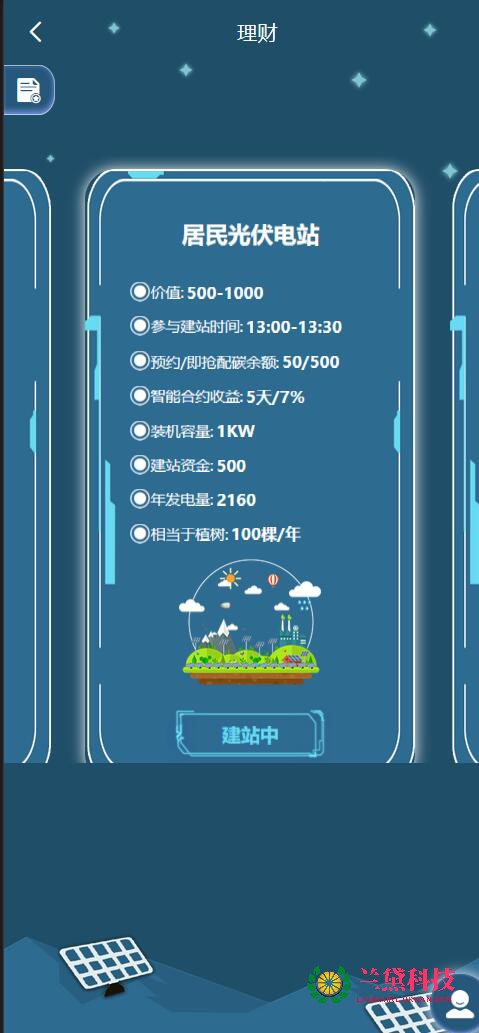 理财
居民光伏电站
价值: 500-1000
参与建站时间: 13:00-13:30
预约/即抢配碳余额: 50/500
智能合约收益: 5天/7%
装机容量: 1KW
建站资金: 500
年发电量: 2160
相当于植树: 100棵/年
建站中
兰黛科技